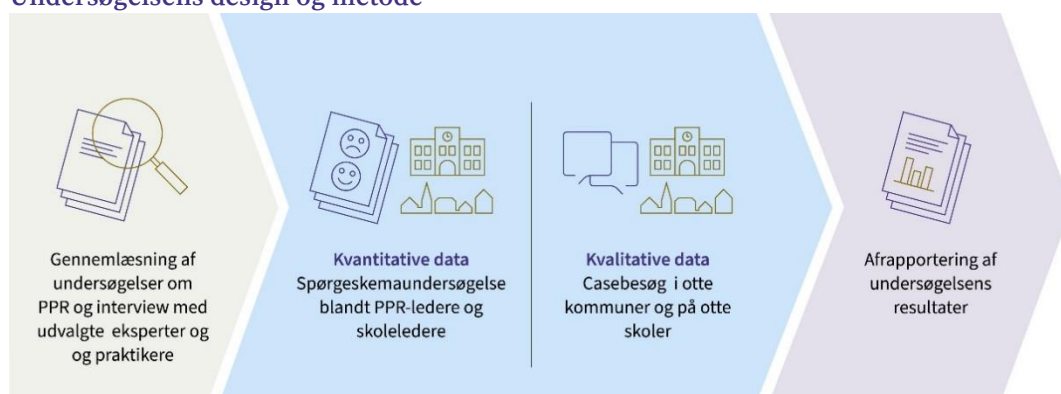 Undersøgelsens design og metode
Gennemlæsning af
undersøgelser om
PPR og interview med
udvalgte eksperter og
og praktikere
Kvantitative data
Spørgeskemaundersøgelse
blandt PPR-ledere og
skoleledere
Kvalitative data
Casebesøg i otte
kommuner og på otte
skoler
Afrapportering af
undersøgelsens
resultater